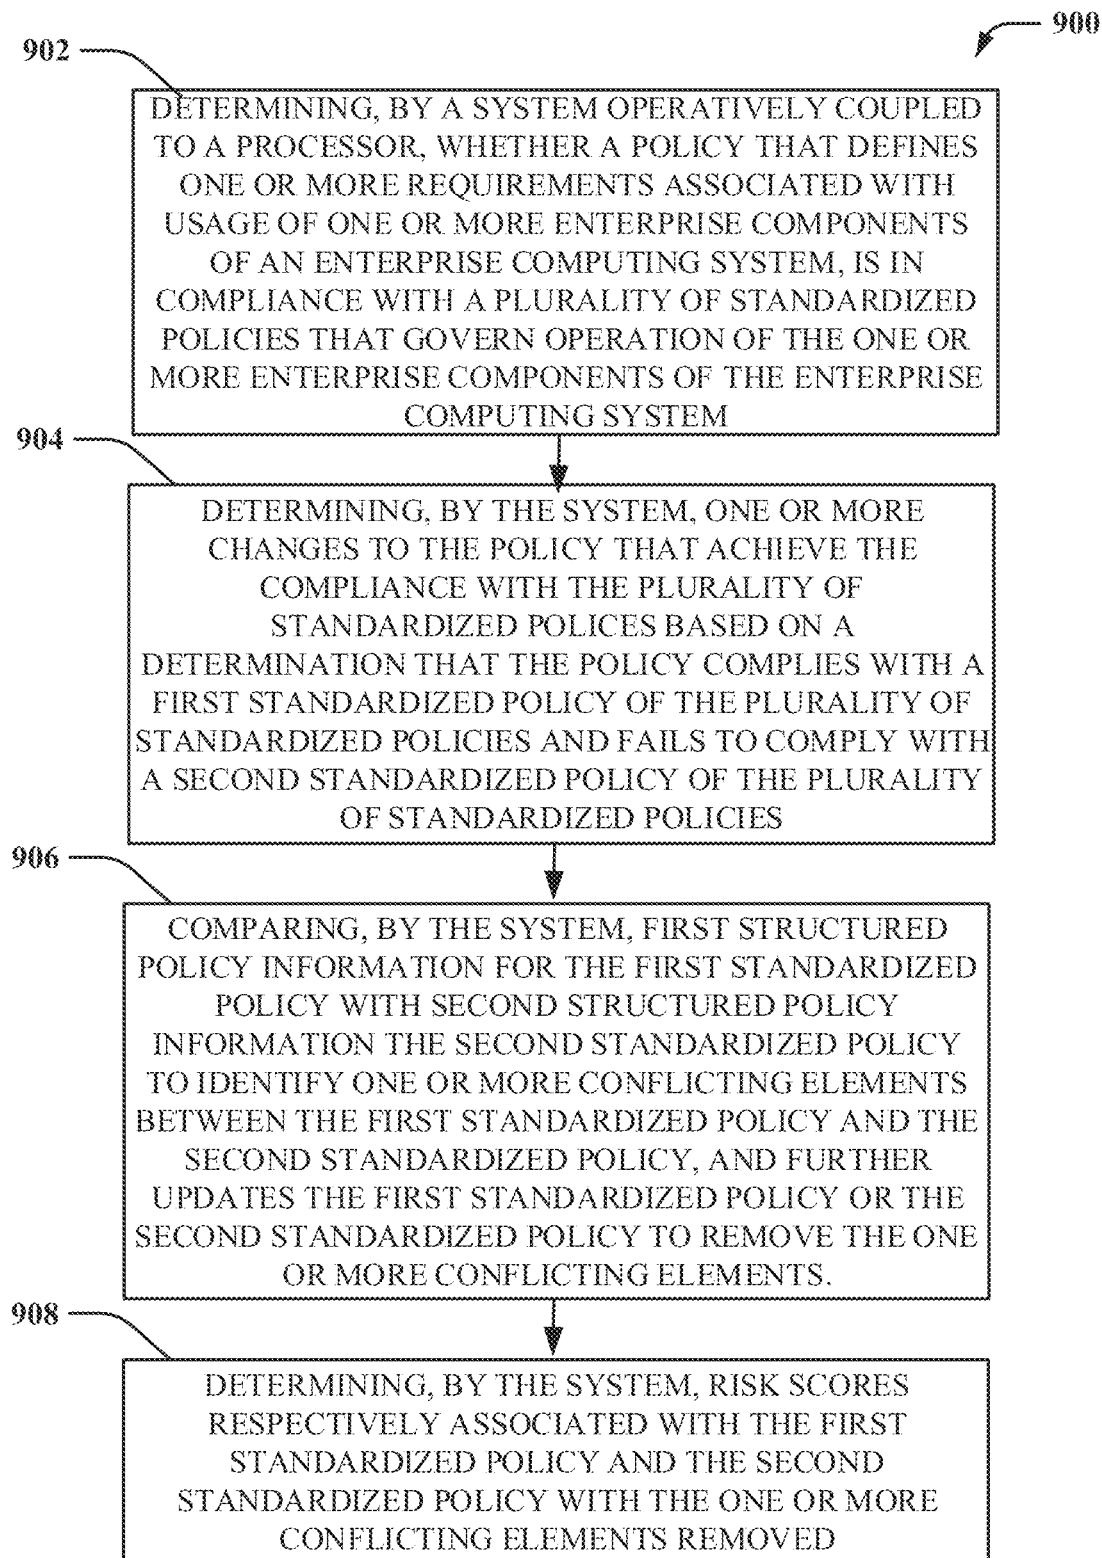 900
902
DETERMINING, BY A SYSTEM OPERATIVELY COUPLED
TO A PROCESSOR, WHETHER A POLICY THAT DEFINES
ONE OR MORE REQUIREMENTS ASSOCIATED WITH
USAGE OF ONE OR MORE ENTERPRISE COMPONENTS
OF AN ENTERPRISE COMPUTING SYSTEM, IS IN
COMPLIANCE WITH A PLURALITY OF STANDARDIZED
POLICIES THAT GOVERN OPERATION OF THE ONE OR
MORE ENTERPRISE COMPONENTS OF THE ENTERPRISE
COMPUTING SYSTEM
904
DETERMINING, BY THE SYSTEM, ONE OR MORE
CHANGES TO THE POLICY THAT ACHIEVE THE
COMPLIANCE WITH THE PLURALITY OF
STANDARDIZED POLICES BASED ON A
DETERMINATION THAT THE POLICY COMPLIES WITH A
FIRST STANDARDIZED POLICY OF THE PLURALITY OF
STANDARDIZED POLICIES AND FAILS TO COMPLY WITH
A SECOND STANDARDIZED POLICY OF THE PLURALITY
OF STANDARDIZED POLICIES
906
COMPARING, BY THE SYSTEM, FIRST STRUCTURED
POLICY INFORMATION FOR THE FIRST STANDARDIZED
POLICY WITH SECOND STRUCTURED POLICY
INFORMATION THE SECOND STANDARDIZED POLICY
TO IDENTIFY ONE OR MORE CONFLICTING ELEMENTS
BETWEEN THE FIRST STANDARDIZED POLICY AND THE
SECOND STANDARDIZED POLICY, AND FURTHER
UPDATES THE FIRST STANDARDIZED POLICY OR THE
SECOND STANDARDIZED POLICY TO REMOVE THE ONE
OR MORE CONFLICTING ELEMENTS.
908
DETERMINING, BY THE SYSTEM, RISK SCORES
RESPECTIVELY ASSOCIATED WITH THE FIRST
STANDARDIZED POLICY AND THE SECOND
STANDARDIZED POLICY WITH THE ONE OR MORE
CONFLICTING ELEMENTS REMOVED